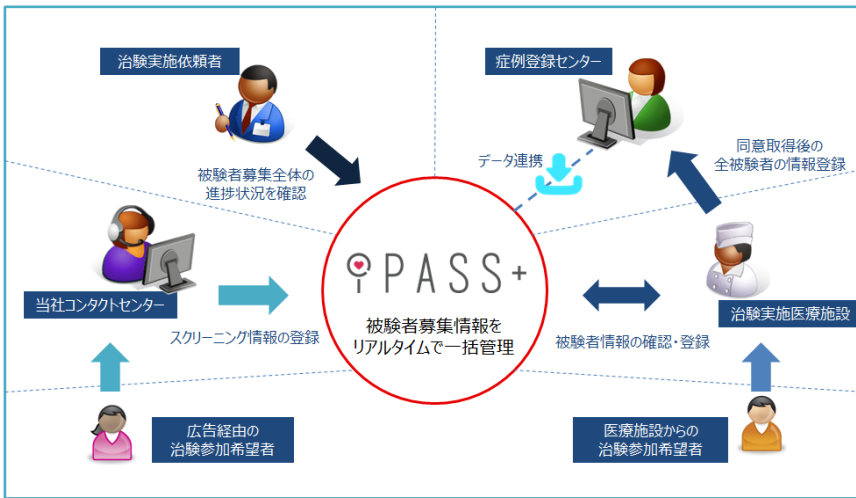 治験実施依頼者
症例登録センター
被験者募集全体の
進捗状況を確認
データ連携
同意取得後の
全被験者の情報登録
PASS+
被験者募集情報を
リアルタイムで一括管理
当社コンタクトセンター
スクリーニング情報の登録
治験実施医療施設
被験者情報の確認・登録
広告経由の
治験参加希望者
医療施設からの
治験参加希望者